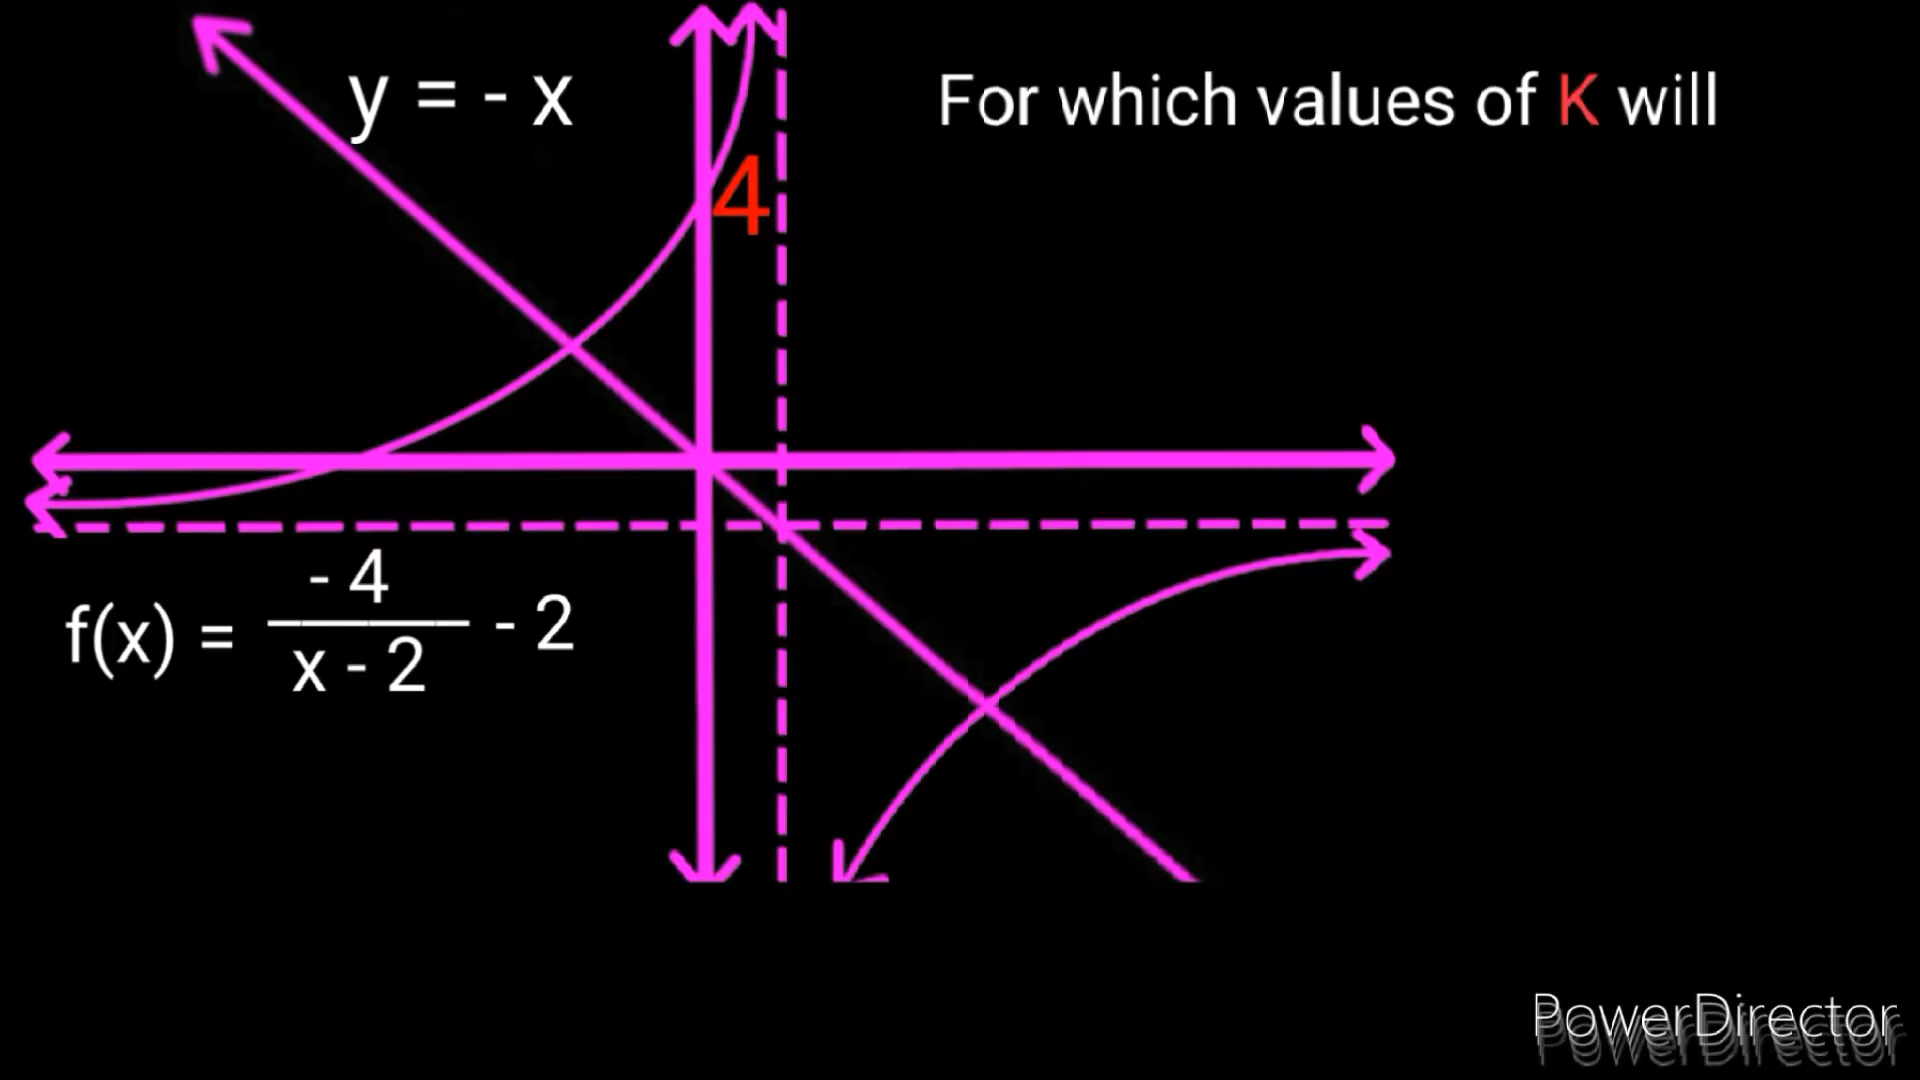 y = - x
For which values of K will
4
f(x) = - 4 / x - 2 - 2
PowerDirector